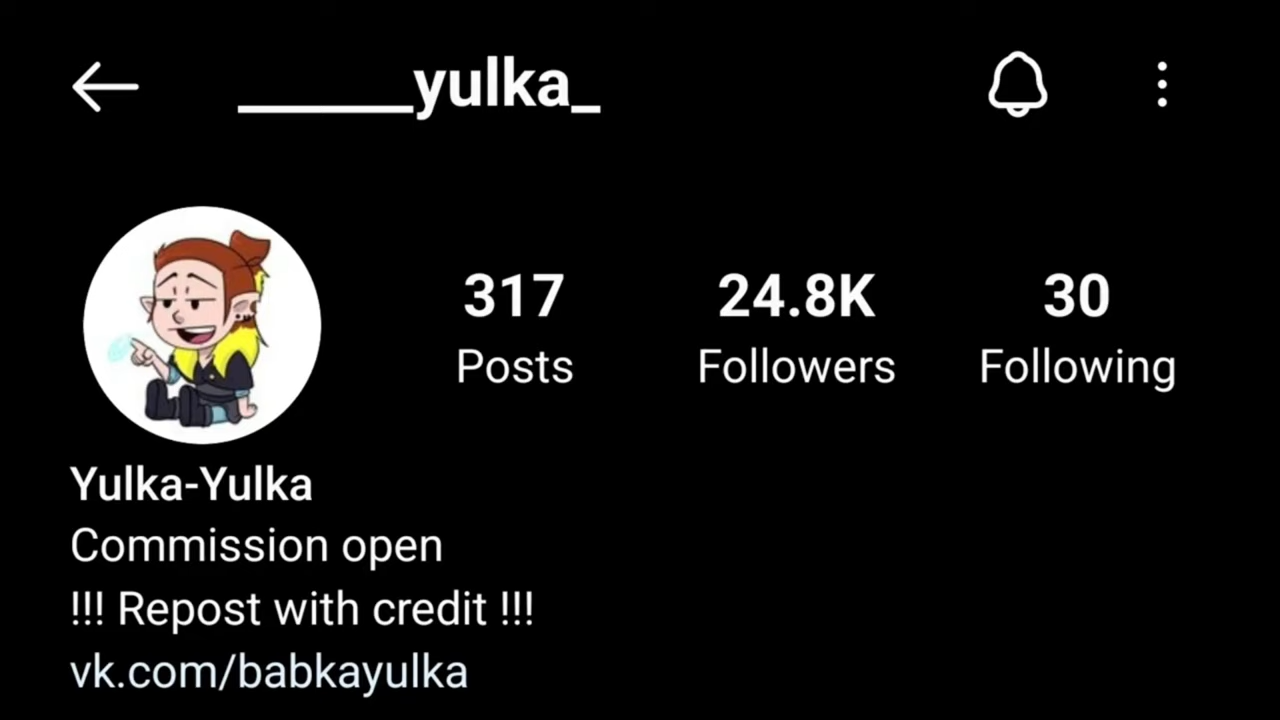 ______yulka_
317 24.8K 30
Posts Followers Following
Yulka-Yulka
Commission open
!!! Repost with credit !!!
vk.com/babkayulka